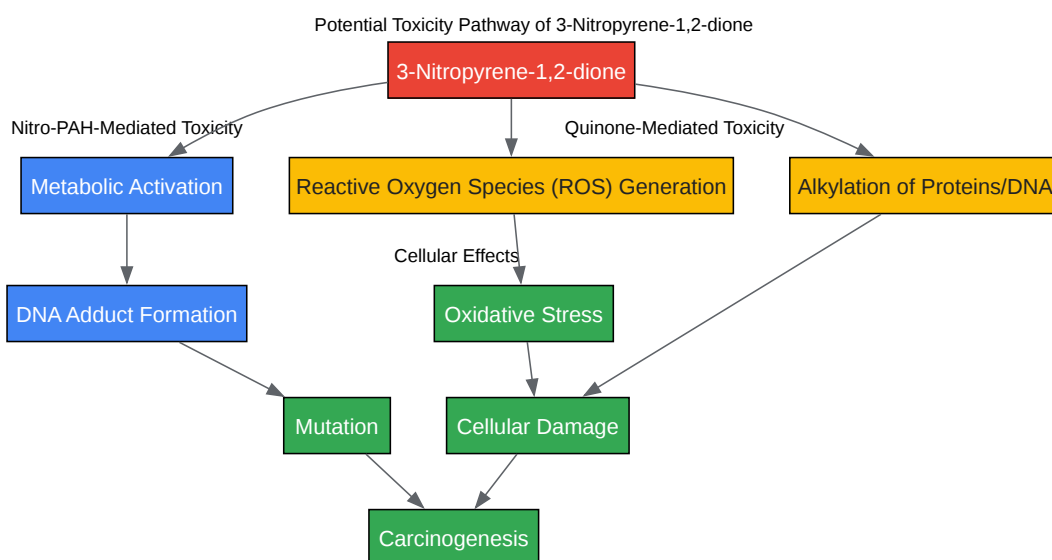 Potential Toxicity Pathway of 3-Nitropyrene-1,2-dione
3-Nitropyrene-1,2-dione
Nitro-PAH-Mediated Toxicity
Quinone-Mediated Toxicity
Metabolic Activation
Reactive Oxygen Species (ROS) Generation
Alkylation of Proteins/DNA
Cellular Effects
DNA Adduct Formation
Oxidative Stress
Mutation
Cellular Damage
Carcinogenesis